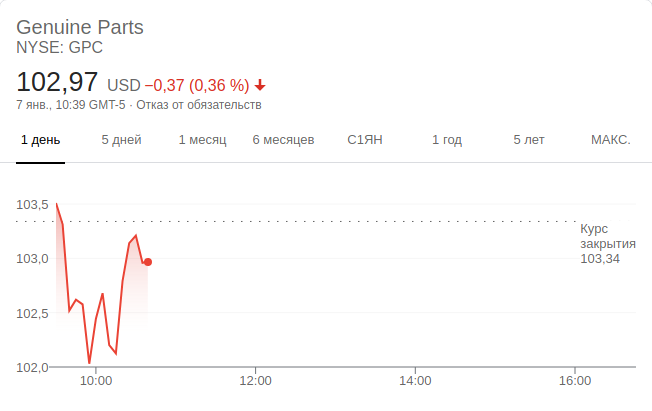 Genuine Parts
NYSE: GPC
102,97 USD −0,37 (0,36 %)
7 янв., 10:39 GMT-5 · Отказ от обязательств
1 день 5 дней 1 месяц 6 месяцев С1ЯН 1 год 5 лет МАКС.
103,5
Курс
закрытия
103,34
103,0
102,5
102,0
10:00 12:00 14:00 16:00